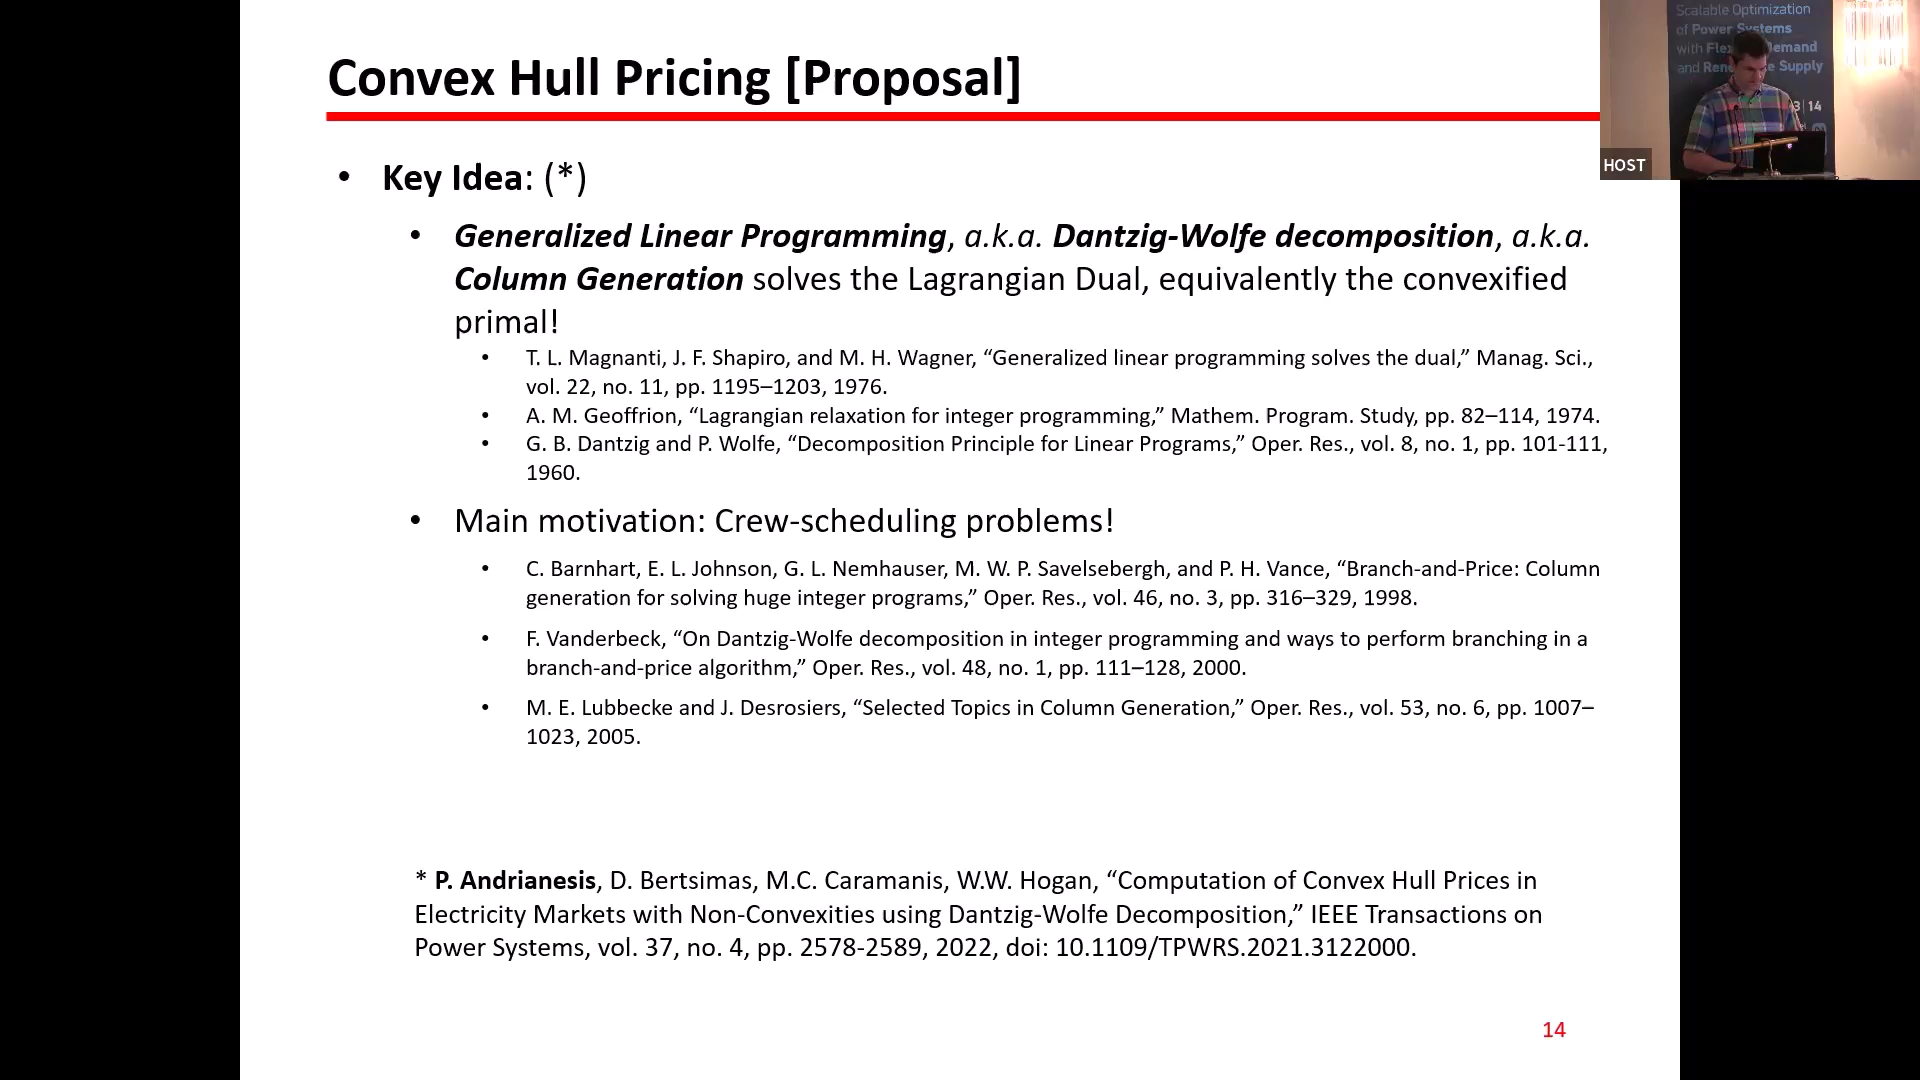 Convex Hull Pricing [Proposal]
• Key Idea: (*)
• Generalized Linear Programming, a.k.a. Dantzig-Wolfe decomposition, a.k.a.
Column Generation solves the Lagrangian Dual, equivalently the convexified
primal!
• T. L. Magnanti, J. F. Shapiro, and M. H. Wagner, “Generalized linear programming solves the dual,” Manag. Sci.,
vol. 22, no. 11, pp. 1195–1203, 1976.
• A. M. Geoffrion, “Lagrangian relaxation for integer programming,” Mathem. Program. Study, pp. 82–114, 1974.
• G. B. Dantzig and P. Wolfe, “Decomposition Principle for Linear Programs,” Oper. Res., vol. 8, no. 1, pp. 101-111,
1960.
• Main motivation: Crew-scheduling problems!
• C. Barnhart, E. L. Johnson, G. L. Nemhauser, M. W. P. Savelsebergh, and P. H. Vance, “Branch-and-Price: Column
generation for solving huge integer programs,” Oper. Res., vol. 46, no. 3, pp. 316–329, 1998.
• F. Vanderbeck, “On Dantzig-Wolfe decomposition in integer programming and ways to perform branching in a
branch-and-price algorithm,” Oper. Res., vol. 48, no. 1, pp. 111–128, 2000.
• M. E. Lubbecke and J. Desrosiers, “Selected Topics in Column Generation,” Oper. Res., vol. 53, no. 6, pp. 1007–
1023, 2005.
* P. Andrianesis, D. Bertsimas, M.C. Caramanis, W.W. Hogan, “Computation of Convex Hull Prices in
Electricity Markets with Non-Convexities using Dantzig-Wolfe Decomposition,” IEEE Transactions on
Power Systems, vol. 37, no. 4, pp. 2578-2589, 2022, doi: 10.1109/TPWRS.2021.3122000.
14
Scalable Optimization
of Power Systems
with
and Supply
14
HOST